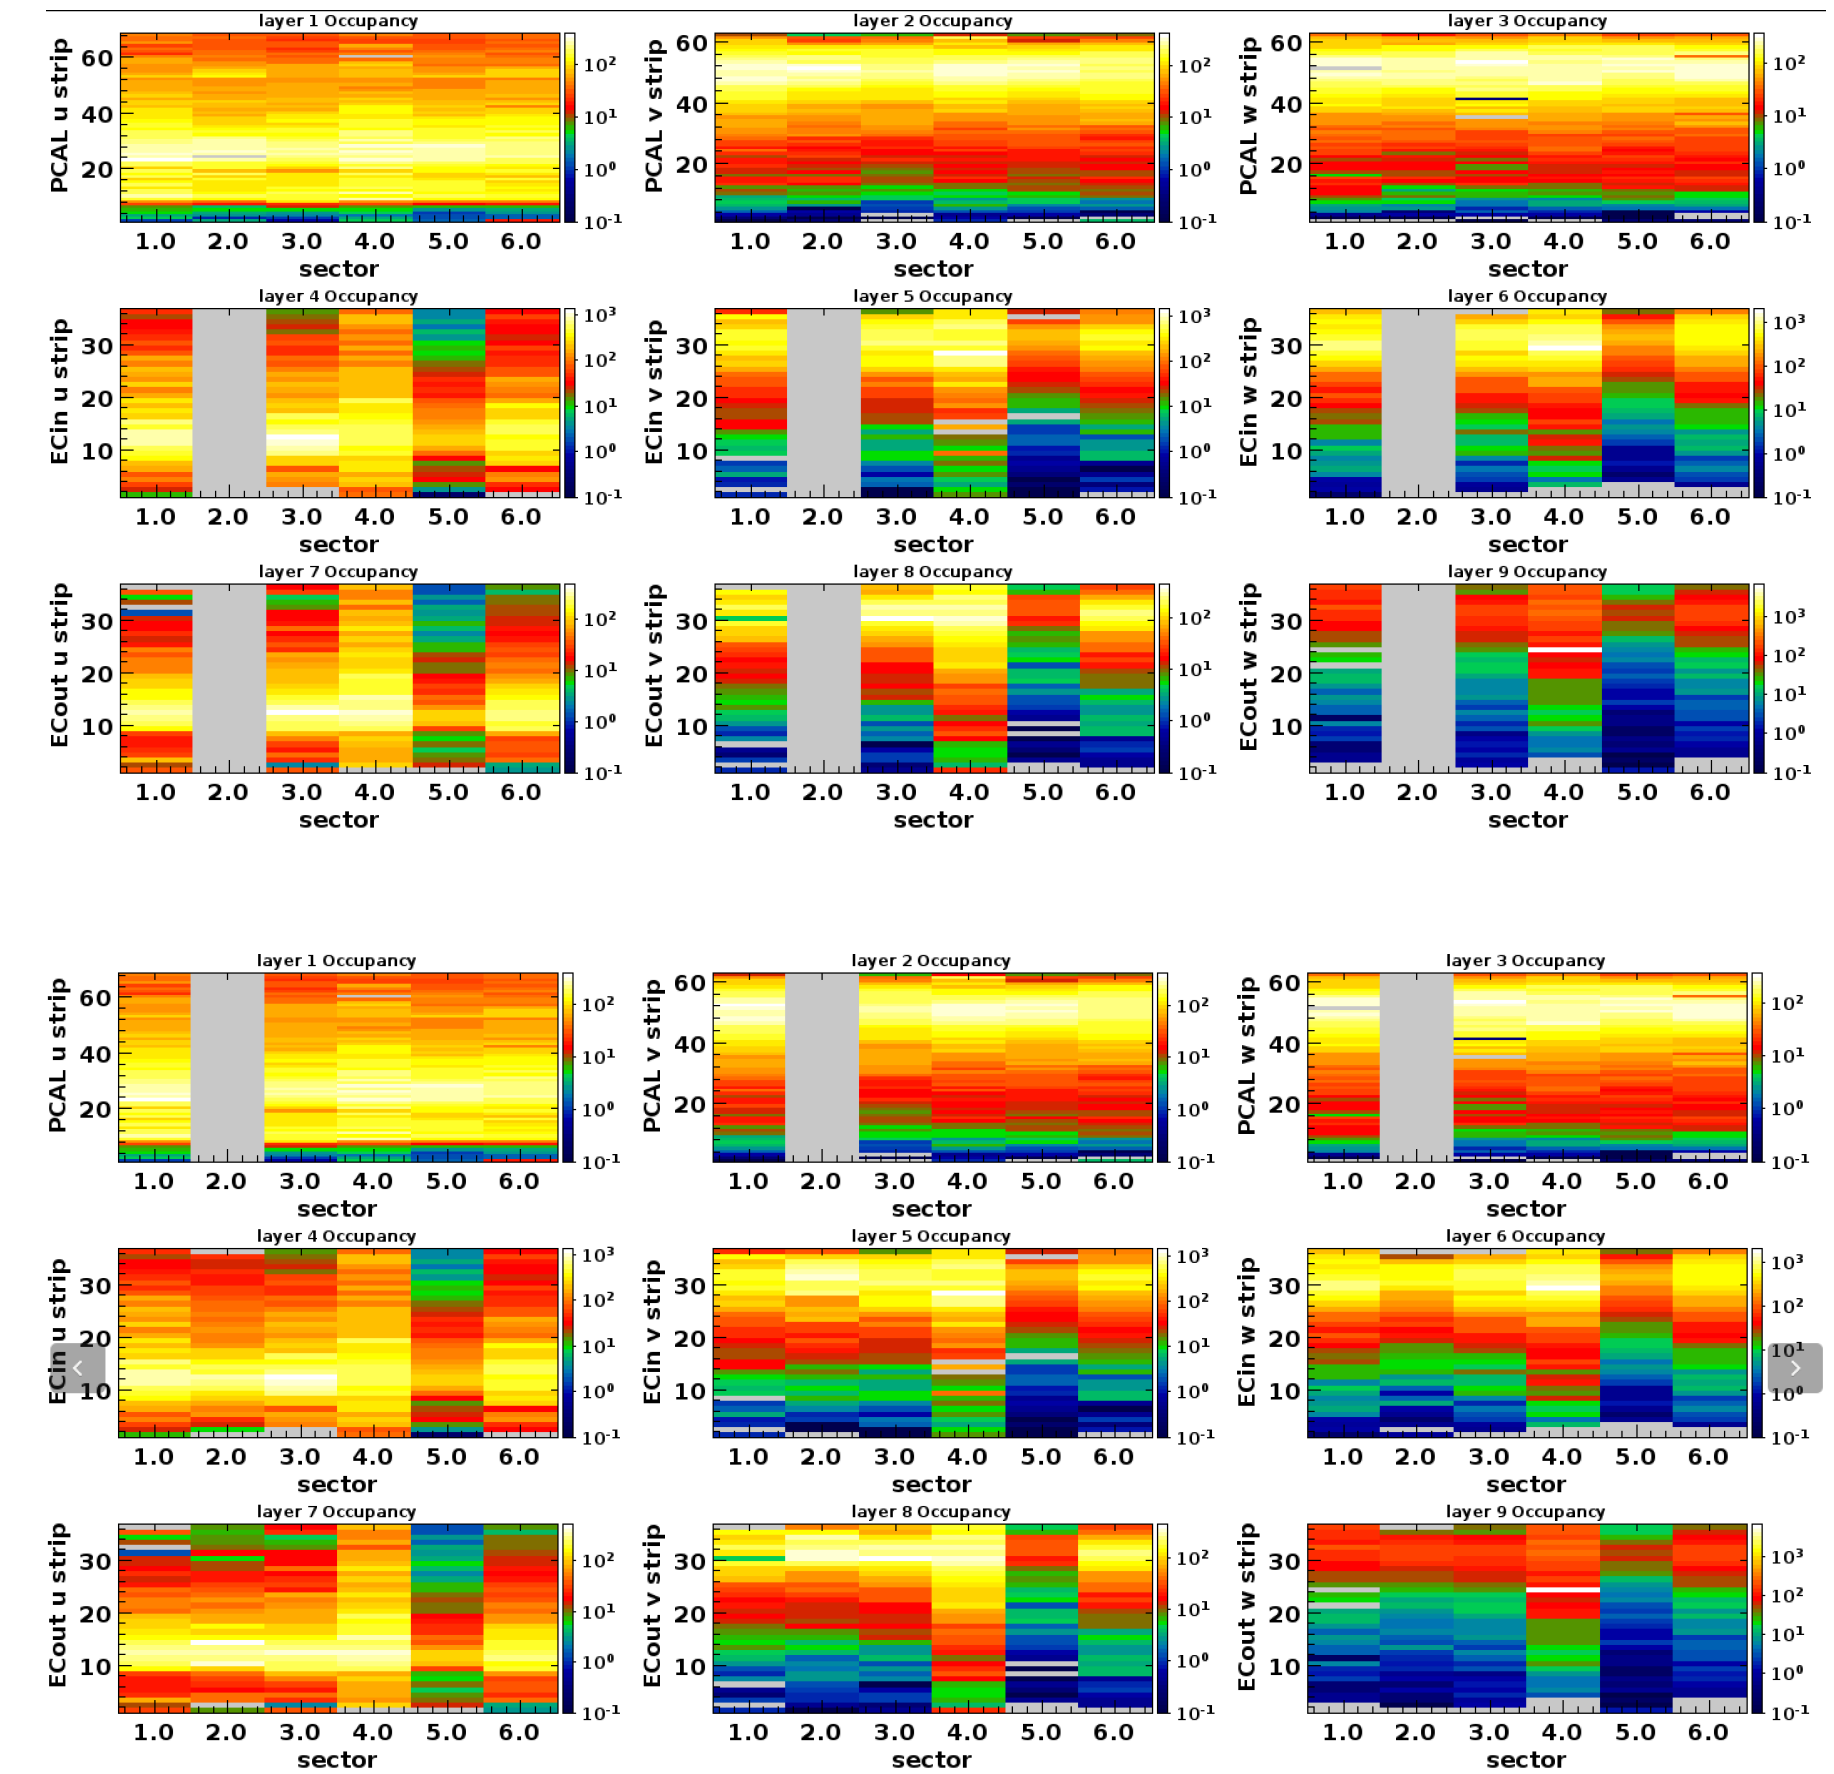 layer 1 Occupancy
PCAL u strip
60
40
20
10²
10¹
10⁰
10⁻¹
1.0 2.0 3.0 4.0 5.0 6.0
sector
layer 2 Occupancy
PCAL v strip
60
40
20
10²
10¹
10⁰
10⁻¹
1.0 2.0 3.0 4.0 5.0 6.0
sector
layer 3 Occupancy
PCAL w strip
60
40
20
10²
10¹
10⁰
10⁻¹
1.0 2.0 3.0 4.0 5.0 6.0
sector
layer 4 Occupancy
ECin u strip
30
20
10
10³
10²
10¹
10⁰
10⁻¹
1.0 2.0 3.0 4.0 5.0 6.0
sector
layer 5 Occupancy
ECin v strip
30
20
10
10³
10²
10¹
10⁰
10⁻¹
1.0 2.0 3.0 4.0 5.0 6.0
sector
layer 6 Occupancy
ECin w strip
30
20
10
10³
10²
10¹
10⁰
10⁻¹
1.0 2.0 3.0 4.0 5.0 6.0
sector
layer 7 Occupancy
ECout u strip
30
20
10
10²
10¹
10⁰
10⁻¹
1.0 2.0 3.0 4.0 5.0 6.0
sector
layer 8 Occupancy
ECout v strip
30
20
10
10²
10¹
10⁰
10⁻¹
1.0 2.0 3.0 4.0 5.0 6.0
sector
layer 9 Occupancy
ECout w strip
30
20
10
10³
10²
10¹
10⁰
10⁻¹
1.0 2.0 3.0 4.0 5.0 6.0
sector
layer 1 Occupancy
PCAL u strip
60
40
20
10²
10¹
10⁰
10⁻¹
1.0 2.0 3.0 4.0 5.0 6.0
sector
layer 2 Occupancy
PCAL v strip
60
40
20
10²
10¹
10⁰
10⁻¹
1.0 2.0 3.0 4.0 5.0 6.0
sector
layer 3 Occupancy
PCAL w strip
60
40
20
10²
10¹
10⁰
10⁻¹
1.0 2.0 3.0 4.0 5.0 6.0
sector
layer 4 Occupancy
ECin u strip
30
20
10
10³
10²
10¹
10⁰
10⁻¹
1.0 2.0 3.0 4.0 5.0 6.0
sector
layer 5 Occupancy
ECin v strip
30
20
10
10³
10²
10¹
10⁰
10⁻¹
1.0 2.0 3.0 4.0 5.0 6.0
sector
layer 6 Occupancy
ECin w strip
30
20
10
10³
10²
10¹
10⁰
10⁻¹
1.0 2.0 3.0 4.0 5.0 6.0
sector
layer 7 Occupancy
ECout u strip
30
20
10
10²
10¹
10⁰
10⁻¹
1.0 2.0 3.0 4.0 5.0 6.0
sector
layer 8 Occupancy
ECout v strip
30
20
10
10²
10¹
10⁰
10⁻¹
1.0 2.0 3.0 4.0 5.0 6.0
sector
layer 9 Occupancy
ECout w strip
30
20
10
10³
10²
10¹
10⁰
10⁻¹
1.0 2.0 3.0 4.0 5.0 6.0
sector